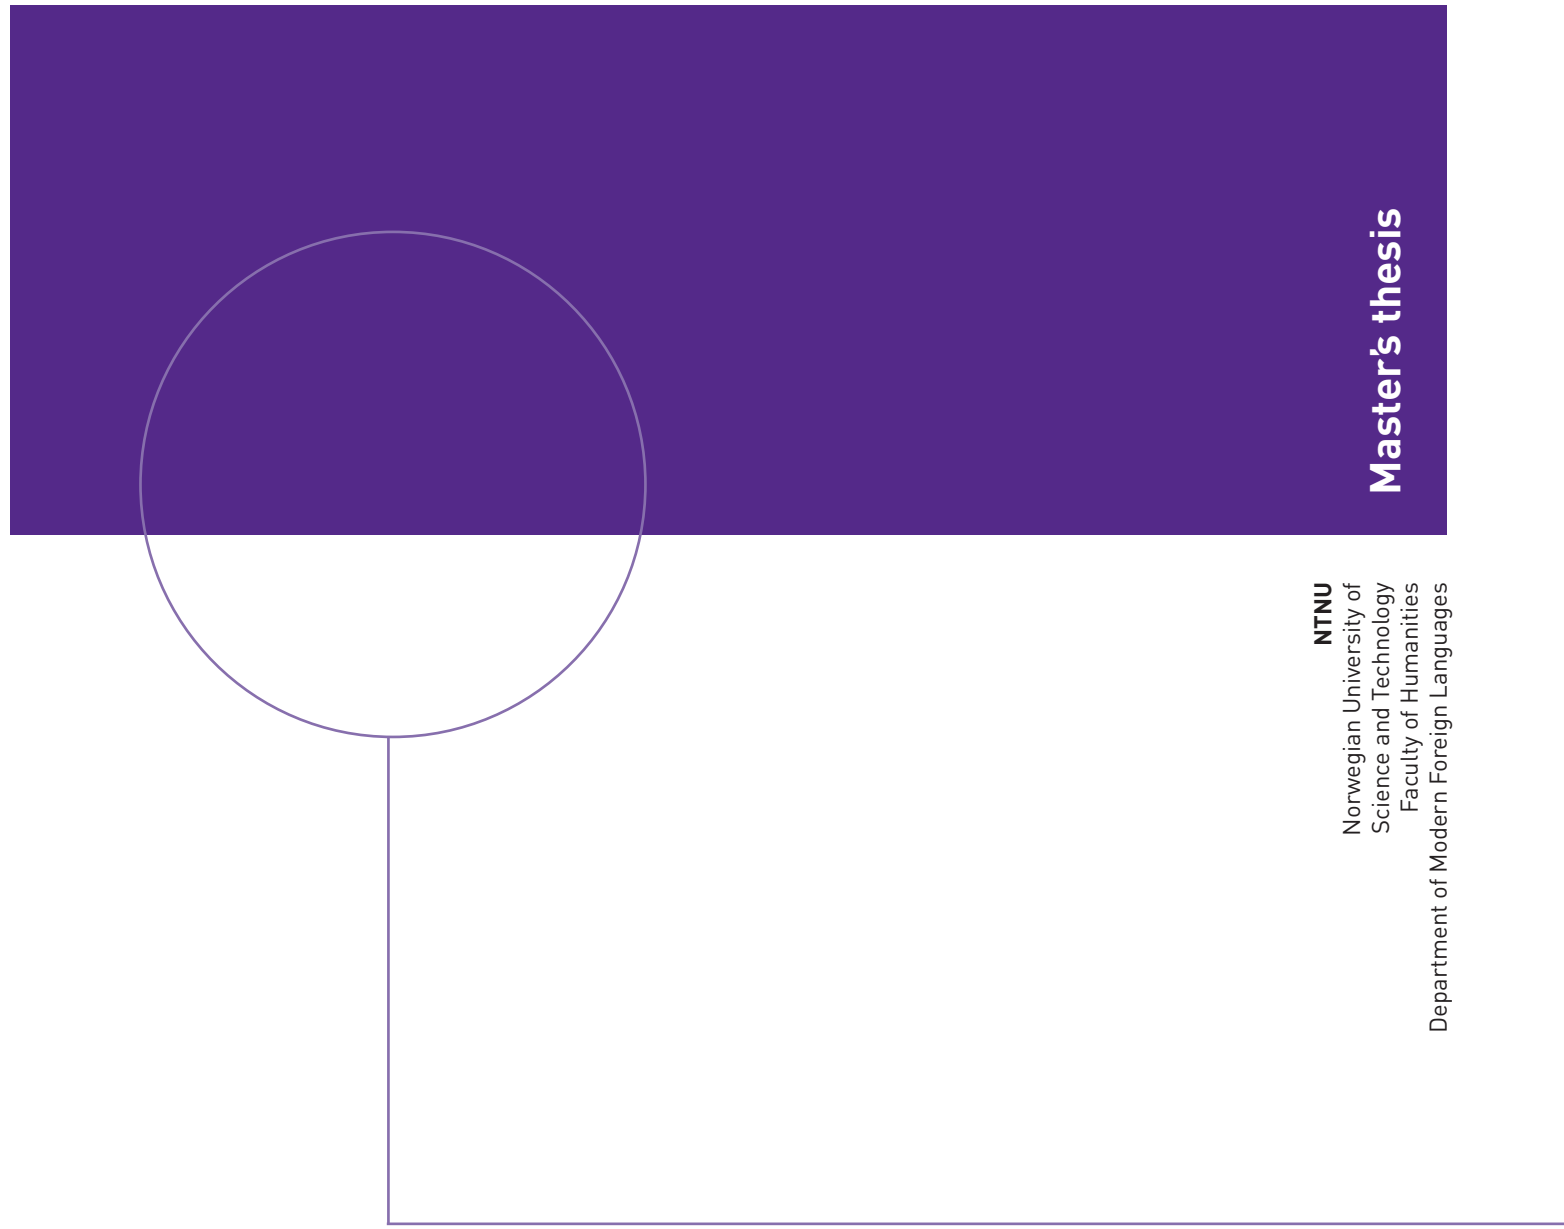 Master's thesis
NTNU
Norwegian University of
Science and Technology
Faculty of Humanities
Department of Modern Foreign Languages